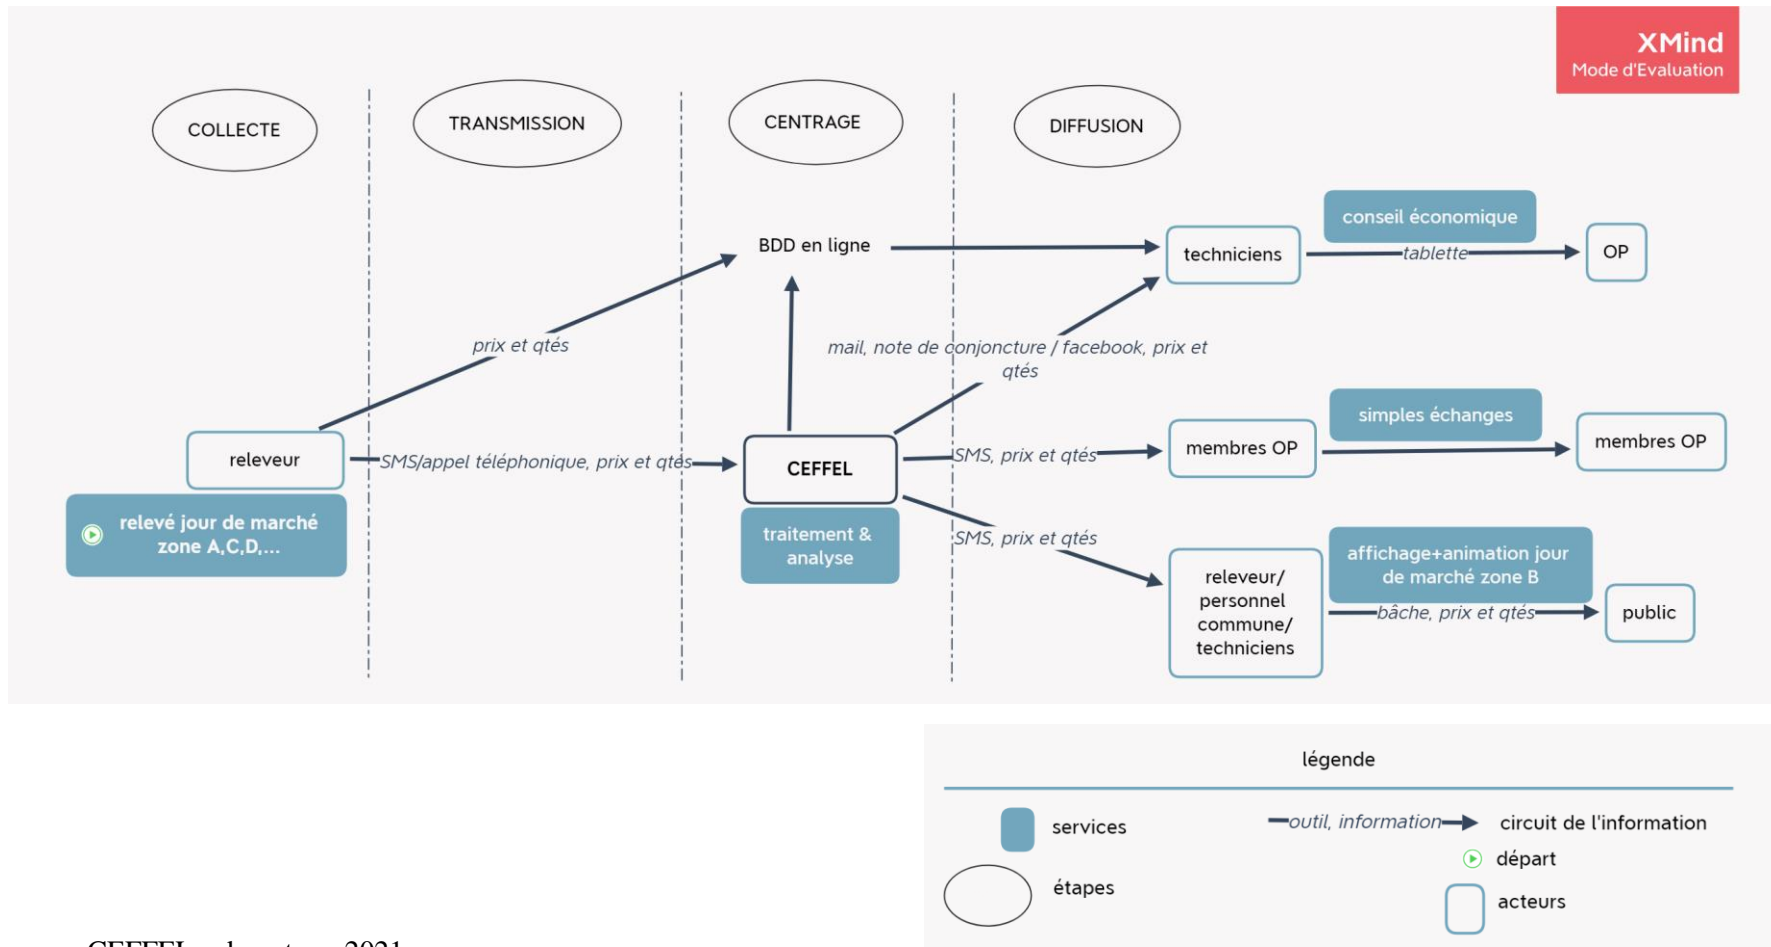 XMind
Mode d'Evaluation
COLLECTE
TRANSMISSION
CENTRAGE
DIFFUSION
conseil économique
BDD en ligne
techniciens
tablette
OP
prix et qtés
mail, note de conjoncture / facebook, prix et
qtés
simples échanges
releveur
SMS/appel téléphonique, prix et qtés
CEFFEL
SMS, prix et qtés
membres OP
membres OP
relevé jour de marché
zone A,C,D,...
traitement &
analyse
SMS, prix et qtés
affichage+animation jour
de marché zone B
releveur/
personnel
commune/
techniciens
bâche, prix et qtés
public
légende
services
outil, information
circuit de l'information
départ
étapes
acteurs